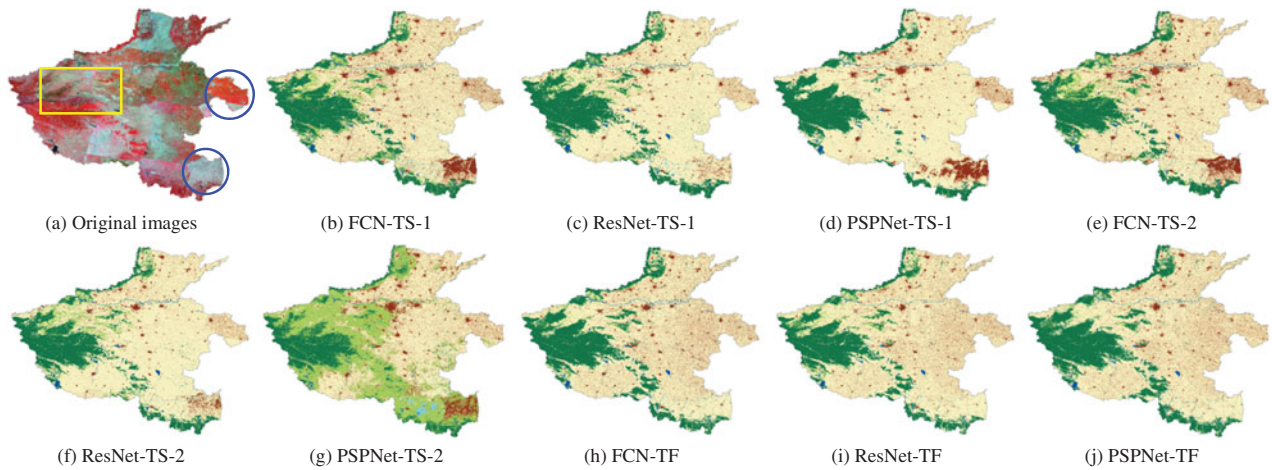 (a) Original images
(b) FCN-TS-1
(c) ResNet-TS-1
(d) PSPNet-TS-1
(e) FCN-TS-2
(f) ResNet-TS-2
(g) PSPNet-TS-2
(h) FCN-TF
(i) ResNet-TF
(j) PSPNet-TF